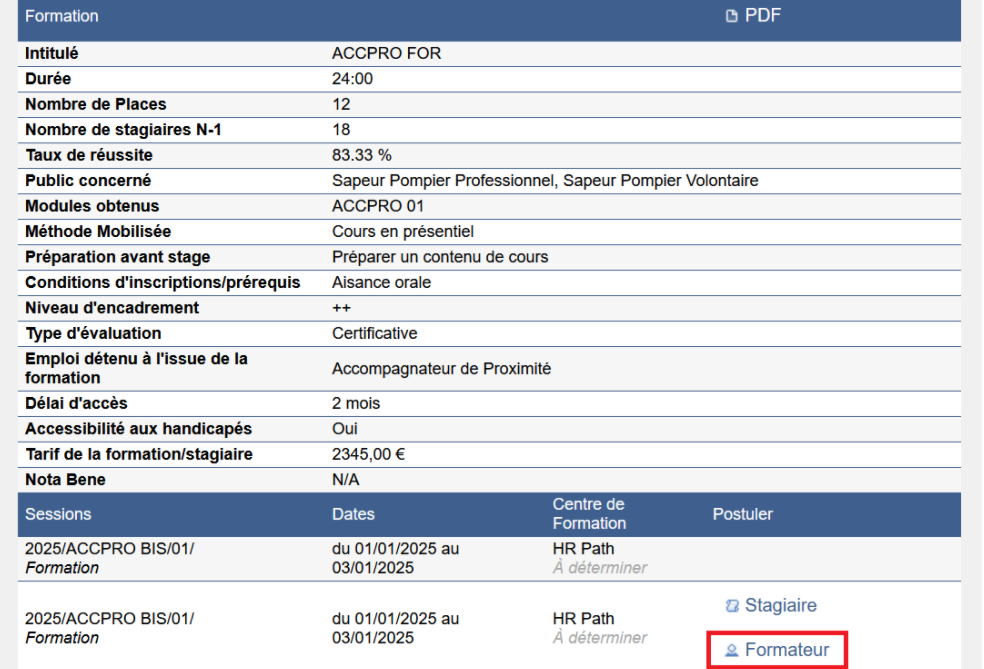 Formation PDF
Intitulé ACCPRO FOR
Durée 24:00
Nombre de Places 12
Nombre de stagiaires N-1 18
Taux de réussite 83.33 %
Public concerné Sapeur Pompier Professionnel, Sapeur Pompier Volontaire
Modules obtenus ACCPRO 01
Méthode Mobilisée Cours en présentiel
Préparation avant stage Préparer un contenu de cours
Conditions d'inscriptions/prérequis Aisance orale
Niveau d'encadrement ++
Type d'évaluation Certificative
Emploi détenu à l'issue de la
formation
Accompagnateur de Proximité
Délai d'accès 2 mois
Accessibilité aux handicapés Oui
Tarif de la formation/stagiaire 2345,00 €
Nota Bene N/A
Sessions Dates Centre de
Formation Postuler
2025/ACCPRO BIS/01/ du 01/01/2025 au HR Path
Formation 03/01/2025 À déterminer
2025/ACCPRO BIS/01/ du 01/01/2025 au HR Path
Formation 03/01/2025 À déterminer
Stagiaire
Formateur